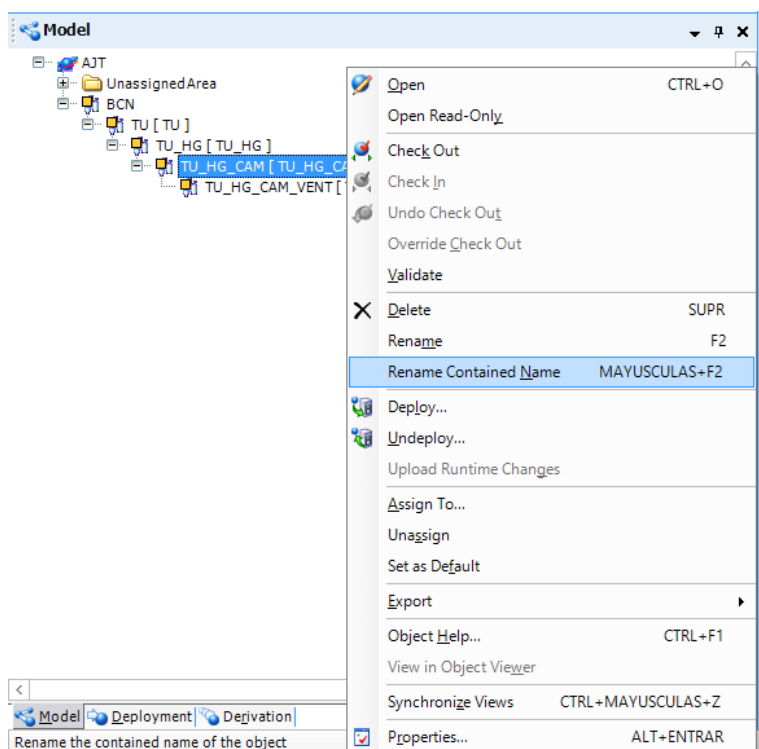 Model
AJT
UnassignedArea
BCN
TU [ TU ]
TU_HG [ TU_HG ]
TU_HG_CAM [ TU_HG_CA
TU_HG_CAM_VENT [
Open CTRL+O
Open Read-Only
Check Out
Check In
Undo Check Out
Override Check Out
Validate
Delete SUPR
Rename F2
Rename Contained Name MAYUSCULAS+F2
Deploy...
Undeploy...
Upload Runtime Changes
Assign To...
Unassign
Set as Default
Export
Object Help... CTRL+F1
View in Object Viewer
Synchronize Views CTRL+MAYUSCULAS+Z
Properties... ALT+ENTRAR
Model Deployment Derivation
Rename the contained name of the object